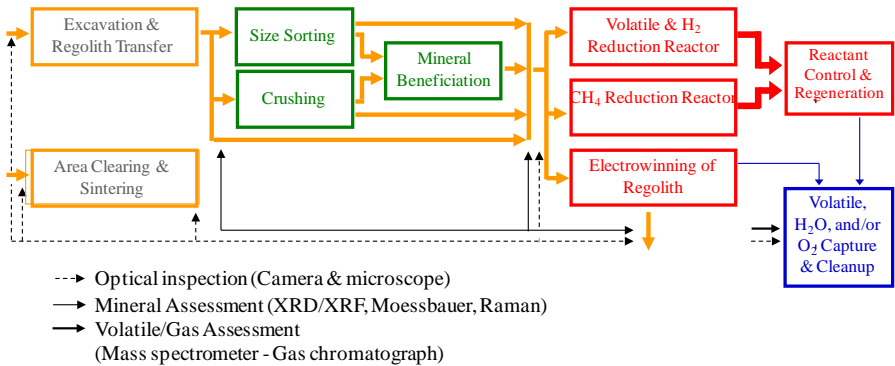 Excavation &
Regolith Transfer
Size Sorting
Crushing
Mineral
Beneficiation
Volatile & H2
Reduction Reactor
CH4 Reduction Reactor
Reactant
Control &
Regeneration
Area Clearing &
Sintering
Electrowinning of
Regolith
Volatile,
H2O, and/or
O2 Capture
& Cleanup
Optical inspection (Camera & microscope)
Mineral Assessment (XRD/XRF, Moessbauer, Raman)
Volatile/Gas Assessment
(Mass spectrometer - Gas chromatograph)